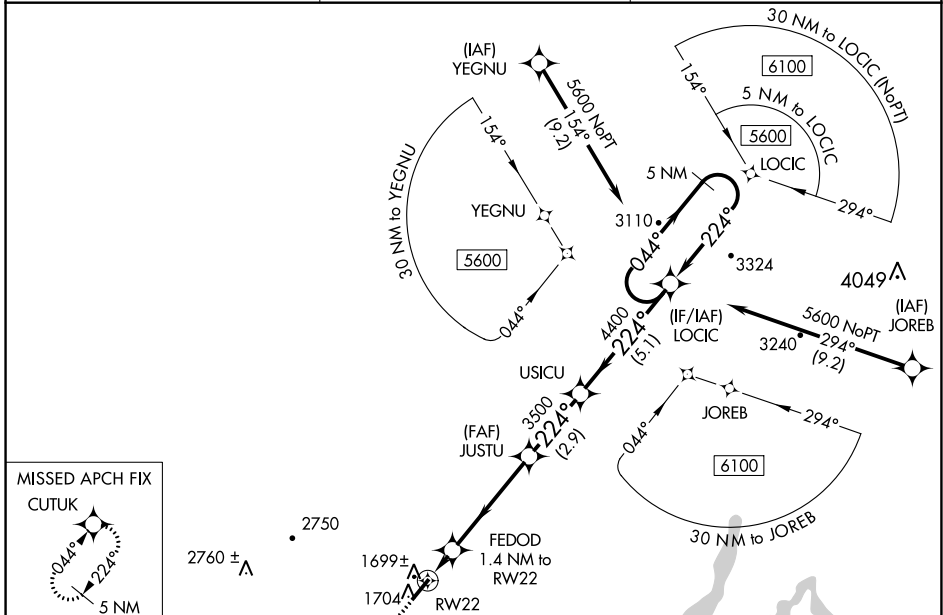 30 NM to LOCIC (NoPT)
6100
154°
5 NM to LOCIC
5600
LOCIC
294°
(IAF)
YEGNU
5600 NoPT
154°
(9.2)
30 NM to YEGNU
154°
YEGNU
5600
044°
5 NM
3110
044°
224°
3324
4049
(IF/IAF)
LOCIC
(IAF)
JOREB
5600 NoPT
294°
(9.2)
3240
4400
224°
(5.1)
USICU
JOREB
044°
294°
6100
30 NM to JOREB
3500
224°
(2.9)
(FAF)
JUSTU
MISSED APCH FIX
CUTUK
044°
224°
5 NM
2750
2760 ±
FEDOD
1.4 NM to
RW22
1699±
1704
RW22